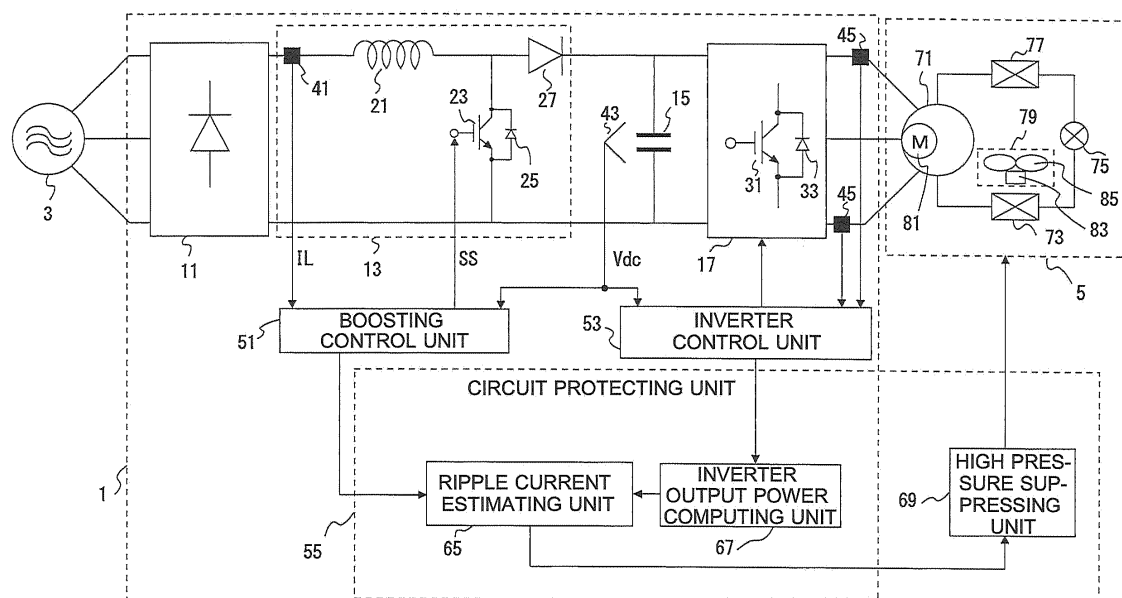 45
77
71
41
21
27
23
43
15
79
75
M
3
25
31
33
45
85
81
73
83
11
13
17
IL
SS
Vdc
5
51
BOOSTING
CONTROL UNIT
53
INVERTER
CONTROL UNIT
CIRCUIT PROTECTING UNIT
1
RIPPLE CURRENT
ESTIMATING UNIT
INVERTER
OUTPUT POWER
COMPUTING UNIT
69
HIGH PRES-
SURE SUP-
PRESSING
UNIT
55
65
67